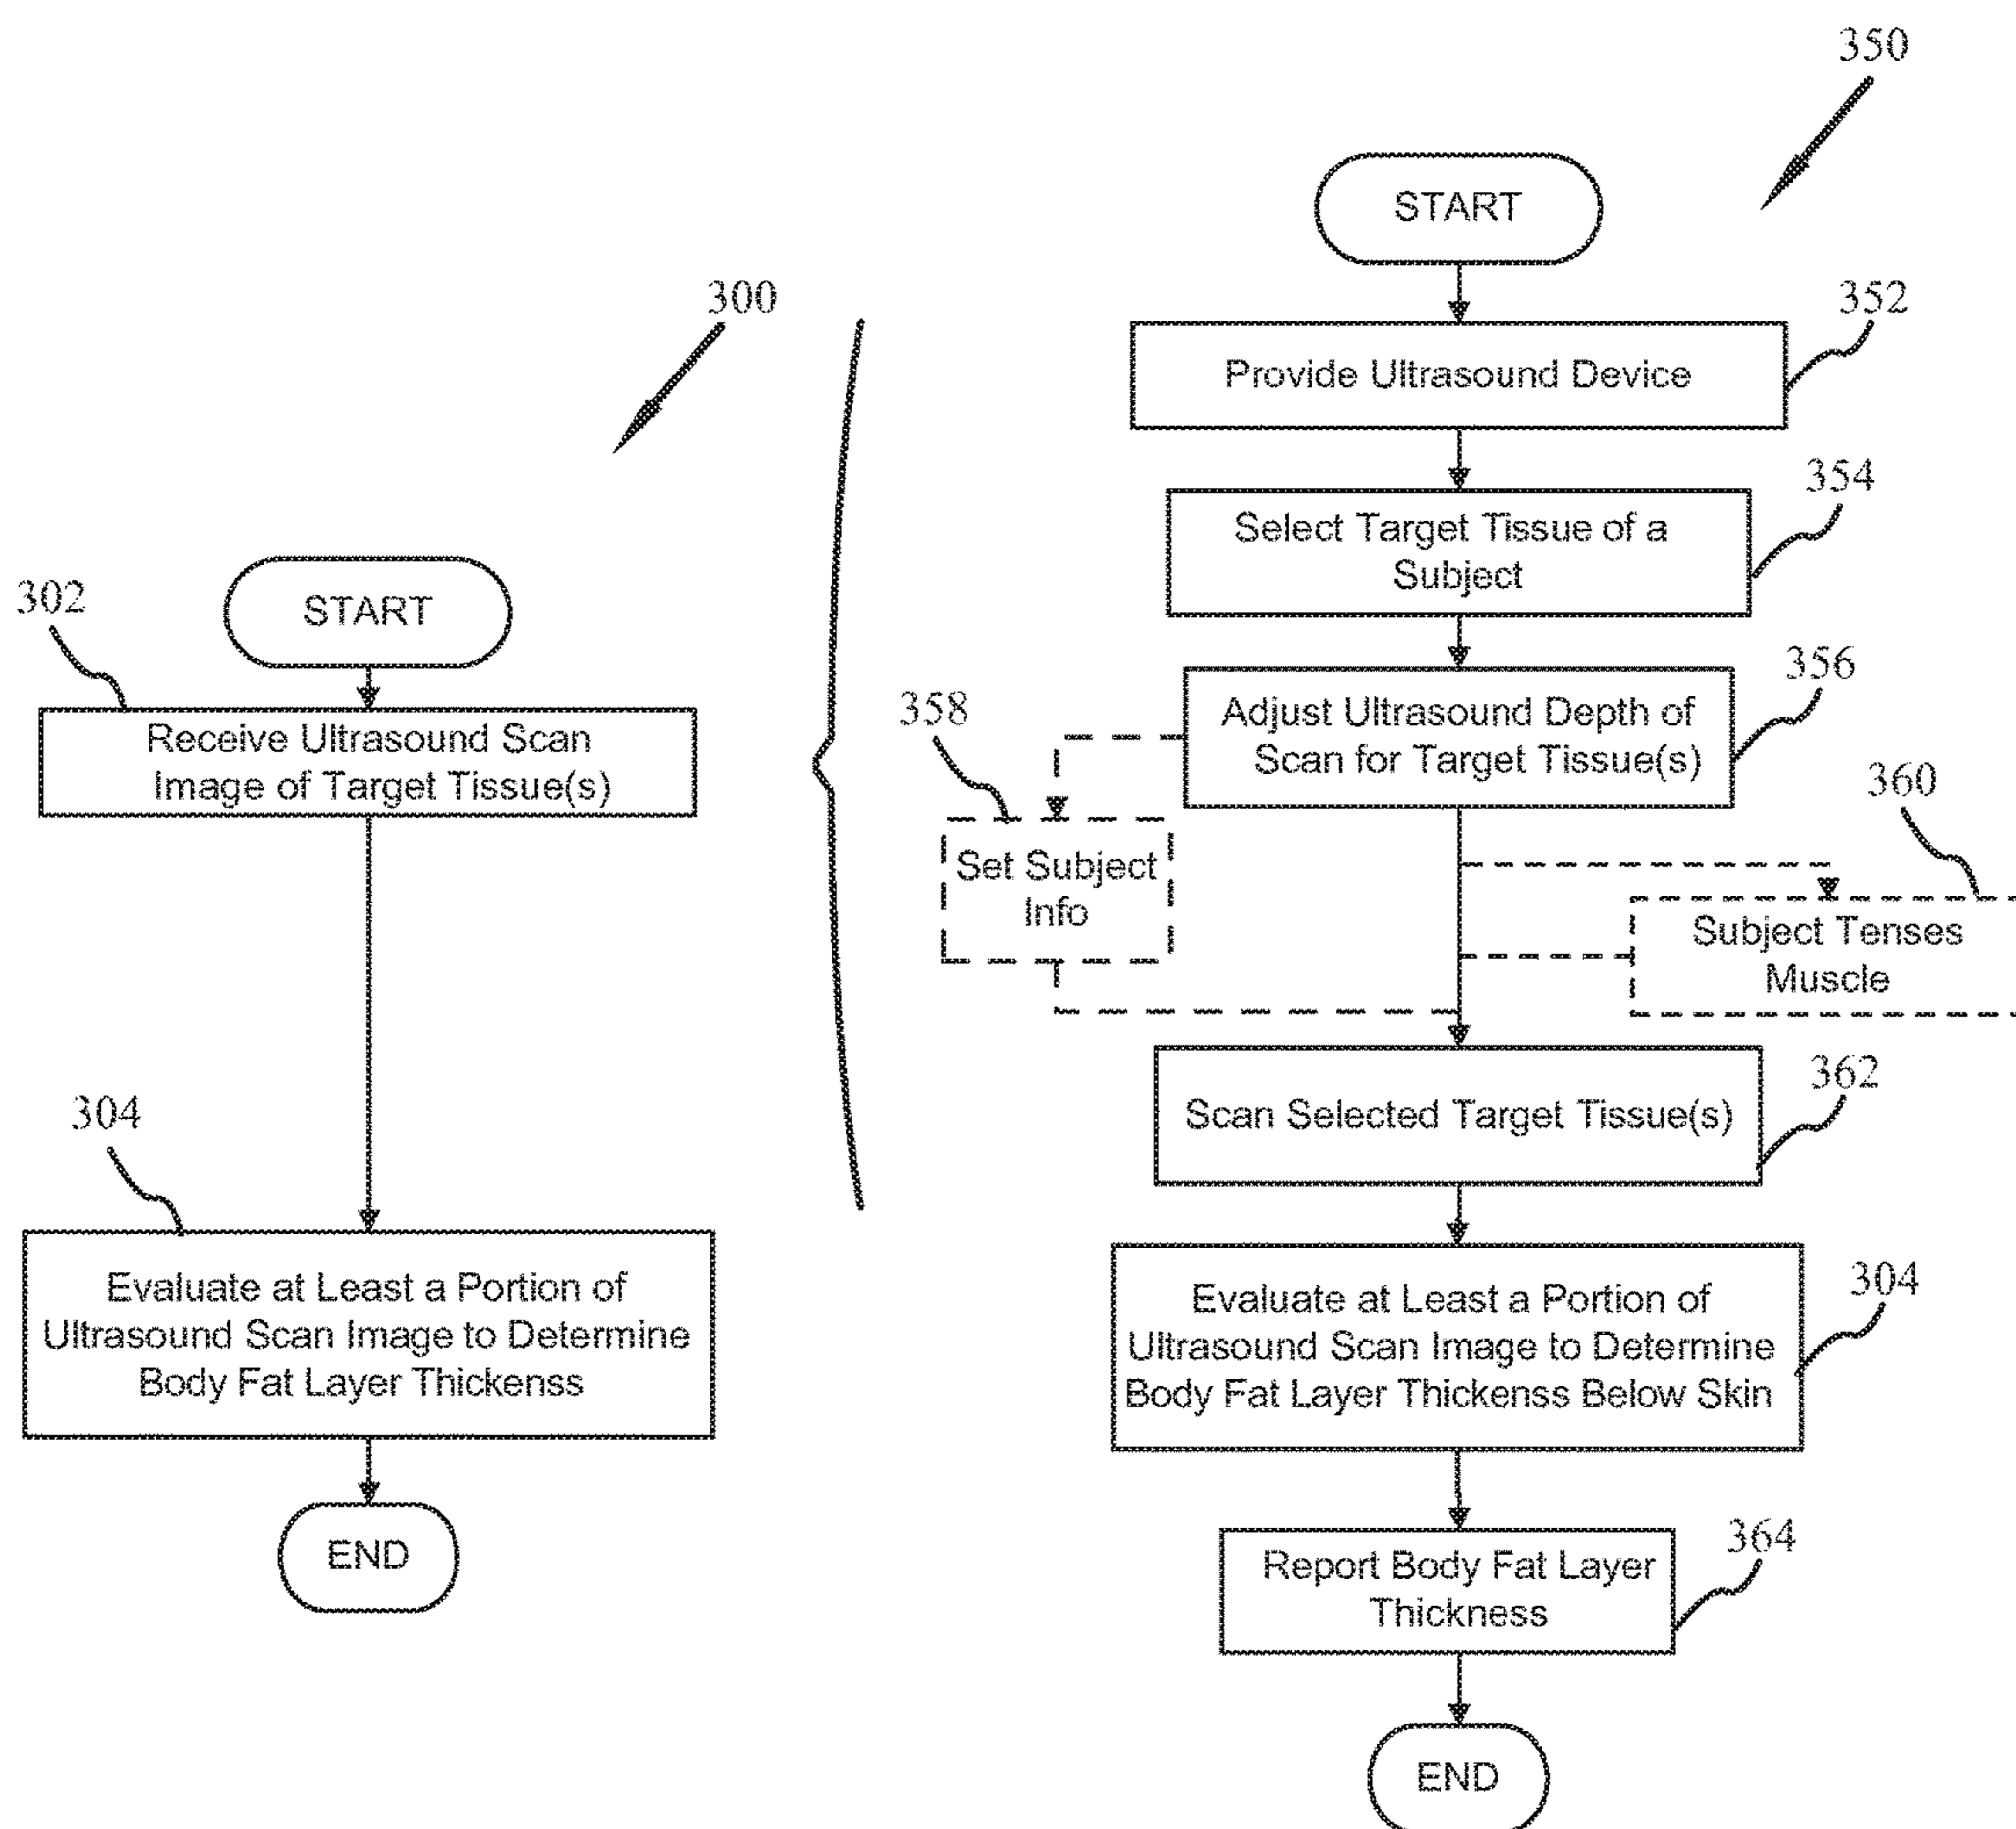 300
START
302
Receive Ultrasound Scan
Image of Target Tissue(s)
304
Evaluate at Least a Portion of
Ultrasound Scan Image to Determine
Body Fat Layer Thickenss
END
350
START
352
Provide Ultrasound Device
354
Select Target Tissue of a
Subject
356
Adjust Ultrasound Depth of
Scan for Target Tissue(s)
358
Set Subject
Info
360
Subject Tenses
Muscle
362
Scan Selected Target Tissue(s)
304
Evaluate at Least a Portion of
Ultrasound Scan Image to Determine
Body Fat Layer Thickenss Below Skin
364
Report Body Fat Layer
Thickness
END